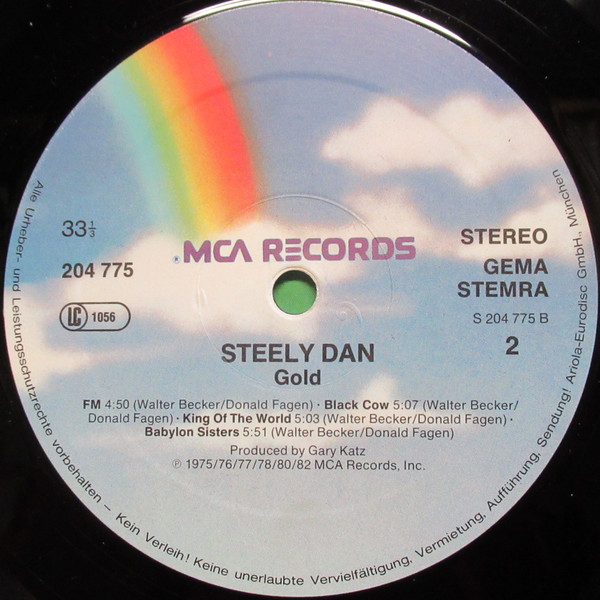 33⅓
204 775
LC 1056
® MCA RECORDS
STEREO
GEMA
STEMRA
S 204 775 B
2
STEELY DAN
Gold
FM 4:50 (Walter Becker/Donald Fagen) · Black Cow 5:07 (Walter Becker/
Donald Fagen) · King Of The World 5:03 (Walter Becker/Donald Fagen) ·
Babylon Sisters 5:51 (Walter Becker/Donald Fagen)
Produced by Gary Katz
℗ 1975/76/77/78/80/82 MCA Records, Inc.
Alle Urheber- und Leistungsschutzrechte vorbehalten – Kein Verleih! Keine unerlaubte Vervielfältigung, Vermietung, Aufführung, Sendung! Ariola-Eurodisc GmbH., München